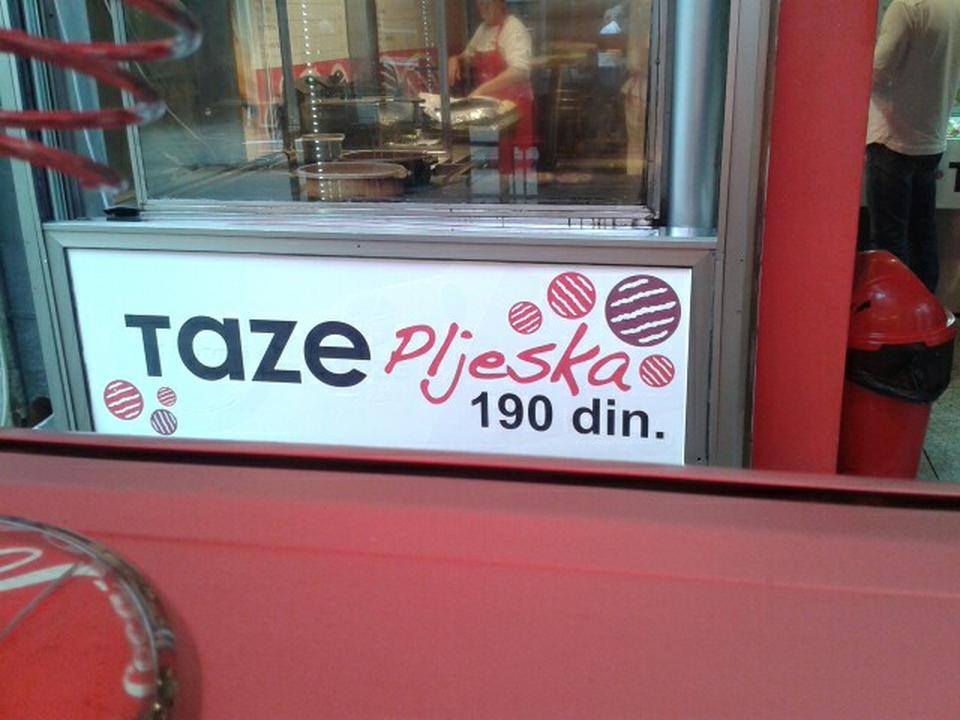 Taze Pljeska
190 din.